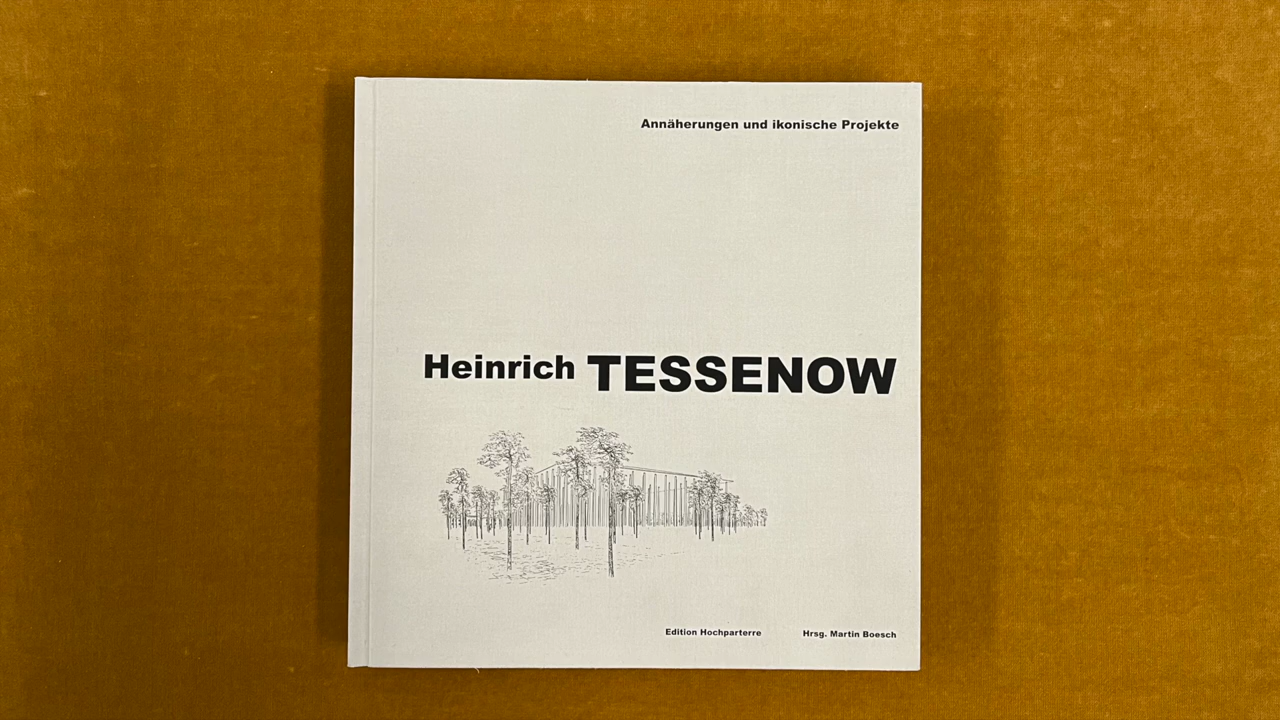 Annäherungen und ikonische Projekte
Heinrich TESSENOW
Edition Hochparterre Hrsg. Martin Boesch